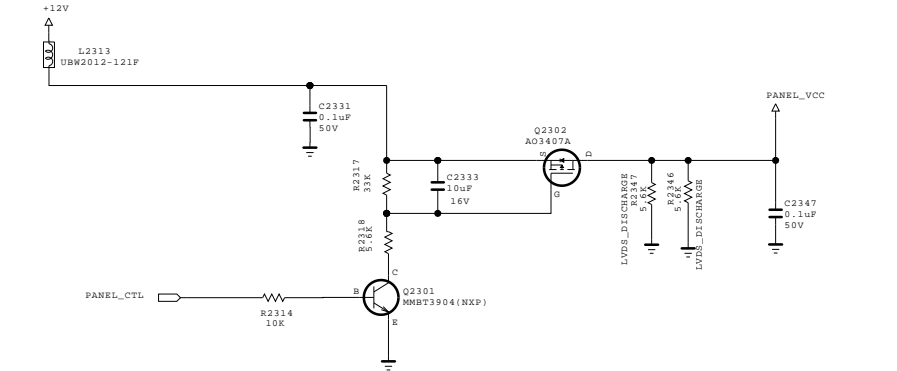 +12V
L2313
UBW2012-121F
C2331
0.1uF
50V
PANEL_VCC
Q2302
AO3407A
S
D
G
R2317
33K
C2333
10uF
16V
R2318
5.6K
LVDS_DISCHARGE
R2347
5.6K
R2346
5.6K
LVDS_DISCHARGE
C2347
0.1uF
50V
PANEL_CTL
R2314
10K
B
C
E
Q2301
MMBT3904(NXP)